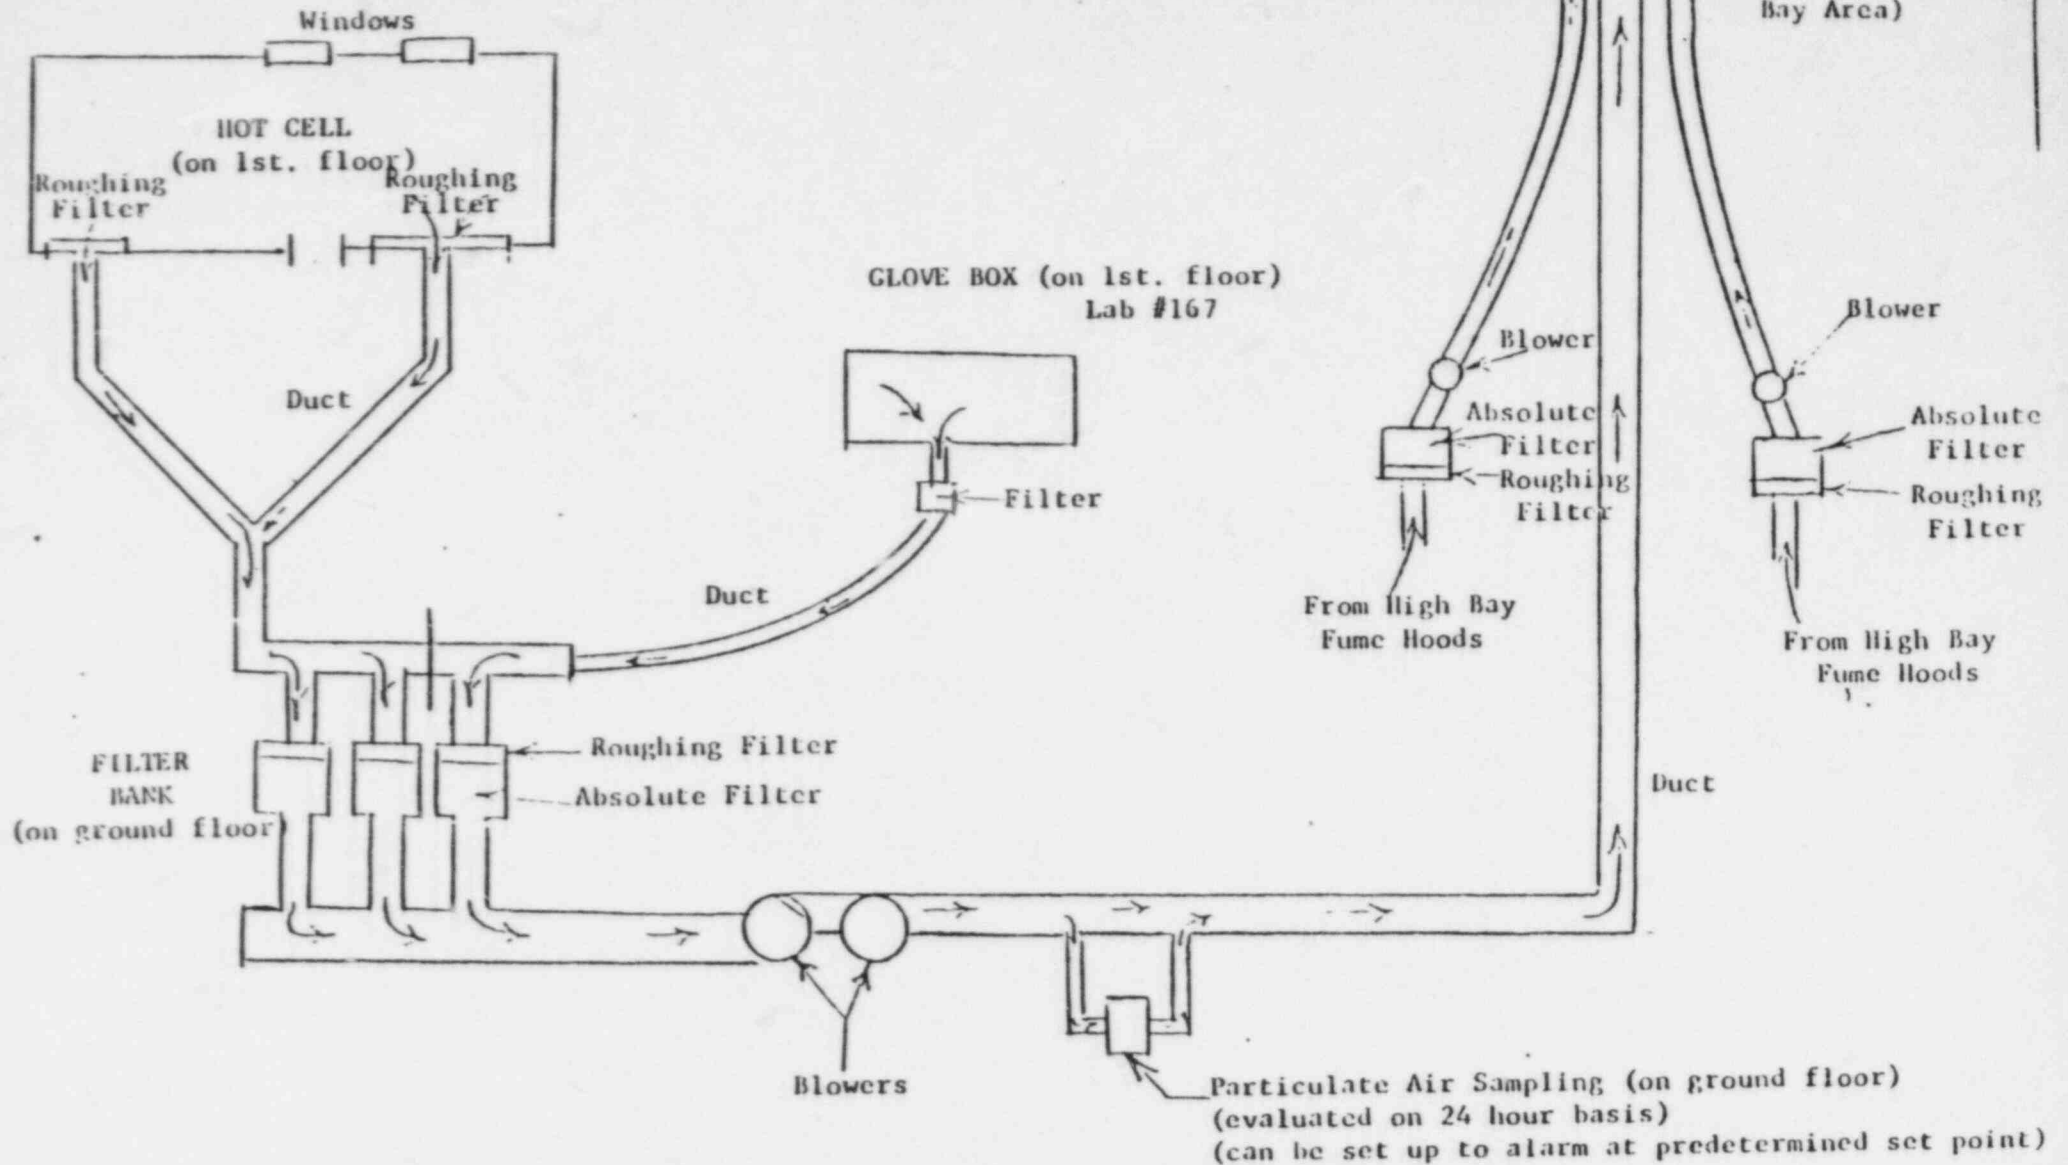 Windows
Bay Area)
HOT CELL
(on 1st. floor)
Roughing
Filter
Roughing
Filter
GLOVE BOX (on 1st. floor)
Lab #167
Duct
Filter
Duct
Blower
Absolute
Filter
Roughing
Filter
From High Bay
Fume Hoods
Blower
Absolute
Filter
Roughing
Filter
From High Bay
Fume Hoods
FILTER
BANK
(on ground floor)
Roughing Filter
Absolute Filter
Duct
Blowers
Particulate Air Sampling (on ground floor)
(evaluated on 24 hour basis)
(can be set up to alarm at predetermined set point)